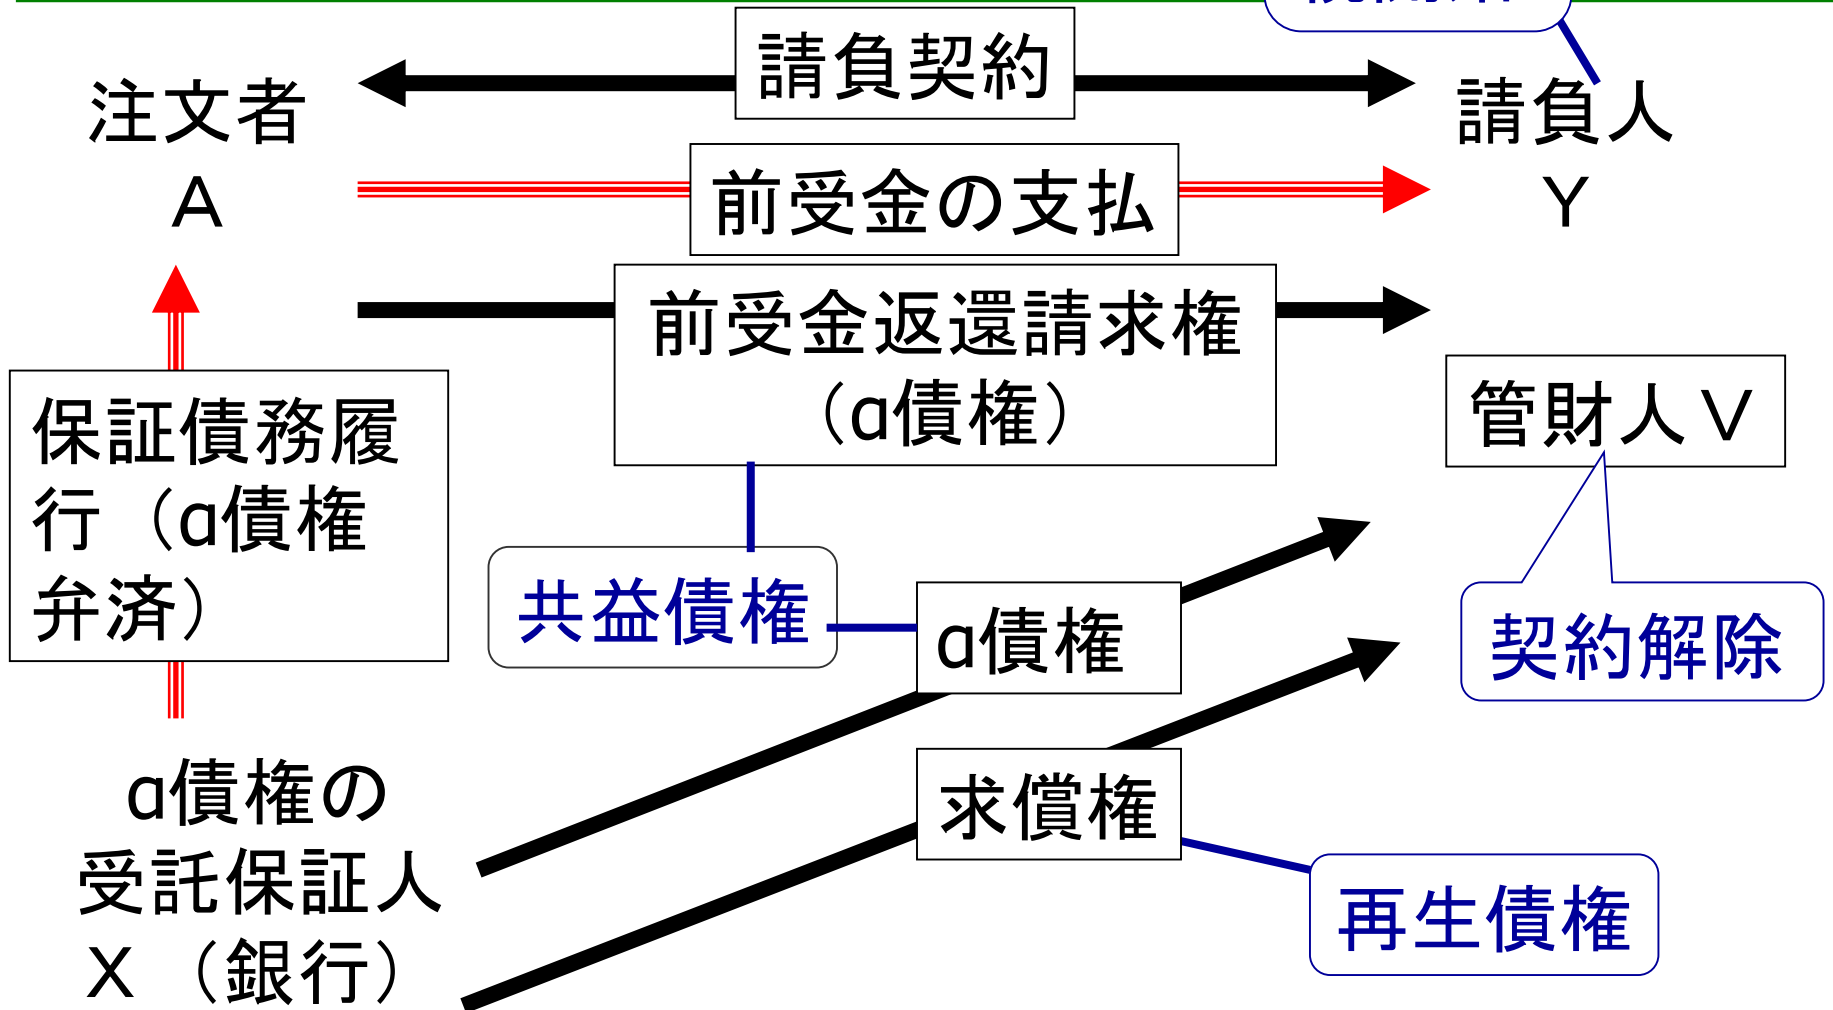 請負契約
注文者
A
請負人
Y
前受金の支払
前受金返還請求権
（α債権）
管財人V
保証債務履
行（α債権
弁済）
共益債権
α債権
契約解除
求償権
α債権の
受託保証人
X（銀行）
再生債権